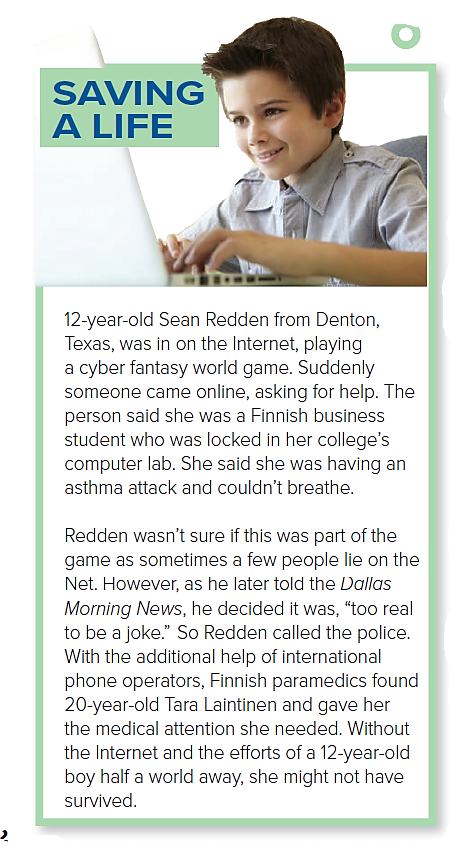 SAVING
A LIFE
12-year-old Sean Redden from Denton,
Texas, was in on the Internet, playing
a cyber fantasy world game. Suddenly
someone came online, asking for help. The
person said she was a Finnish business
student who was locked in her college’s
computer lab. She said she was having an
asthma attack and couldn’t breathe.
Redden wasn’t sure if this was part of the
game as sometimes a few people lie on the
Net. However, as he later told the Dallas
Morning News, he decided it was, “too real
to be a joke.” So Redden called the police.
With the additional help of international
phone operators, Finnish paramedics found
20-year-old Tara Laintinen and gave her
the medical attention she needed. Without
the Internet and the efforts of a 12-year-old
boy half a world away, she might not have
survived.